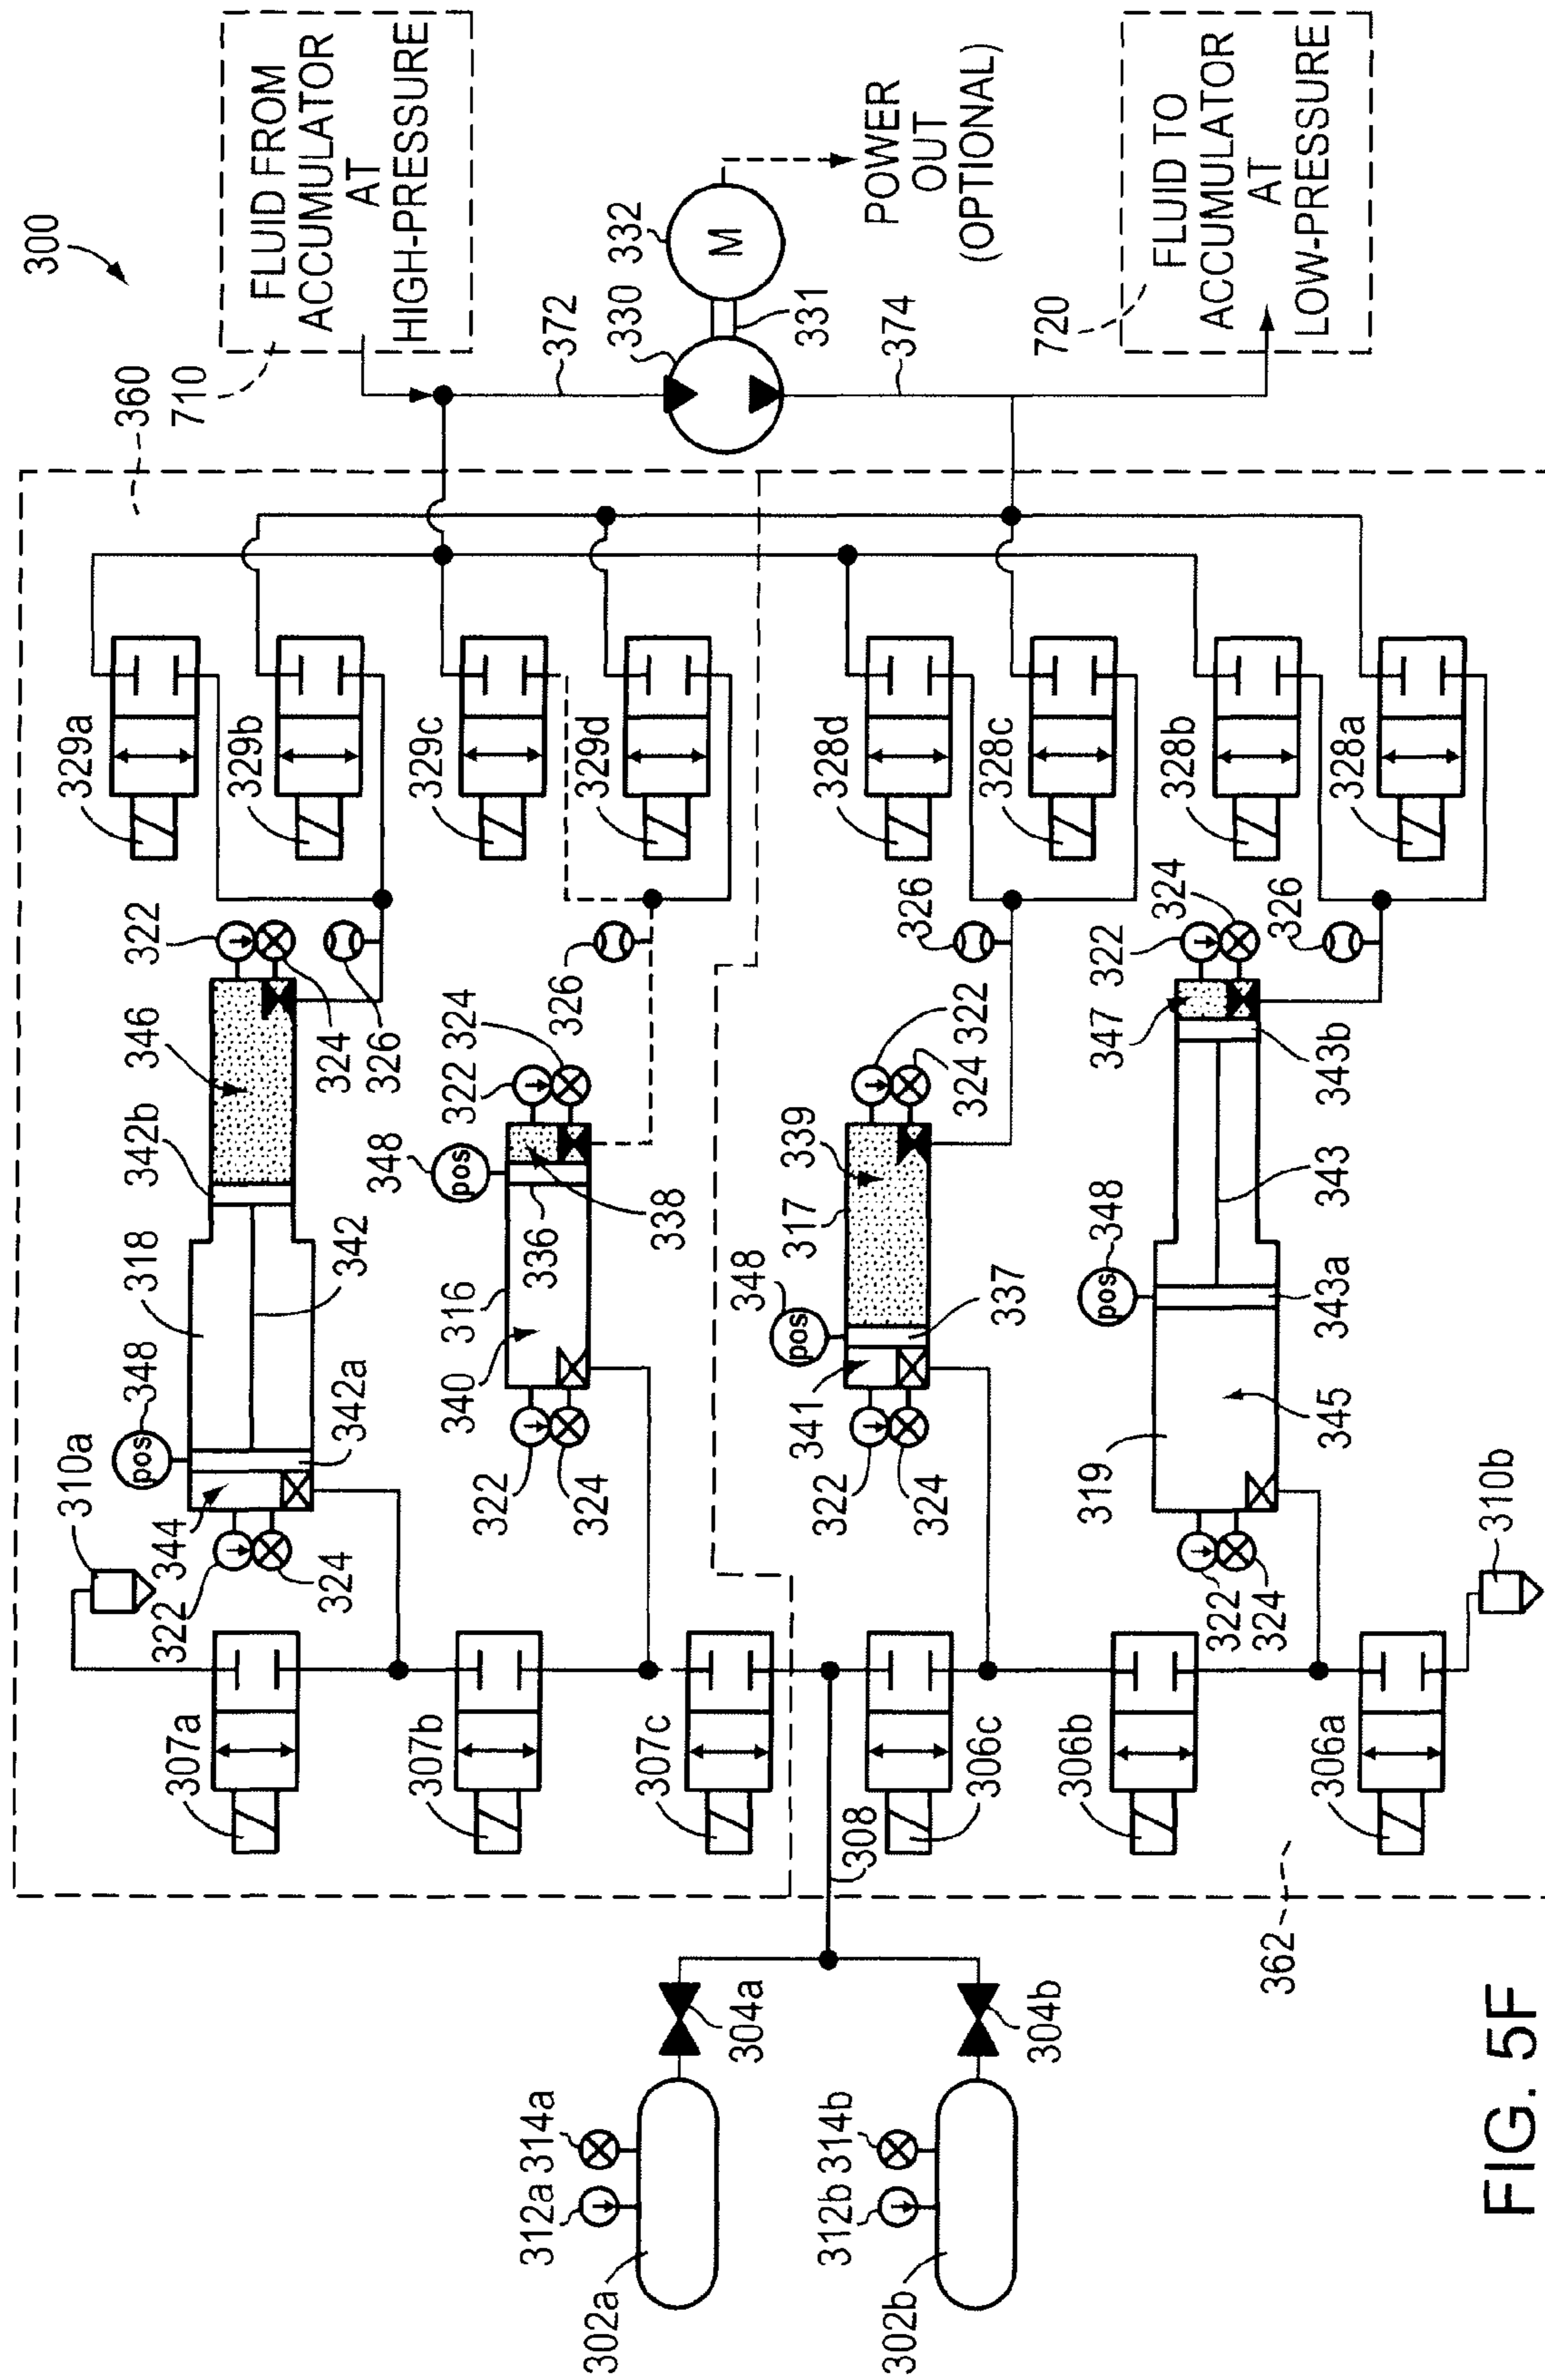 300
FLUID FROM
ACCUMULATOR
AT
HIGH-PRESSURE
360
710
372
330
332
M
331
374
POWER
OUT
(OPTIONAL)
720
FLUID TO
ACCUMULATOR
AT
LOW-PRESSURE
329a
329b
329c
329d
328d
328c
328b
328a
322
324
326
346
342b
318
342
348
pos
342a
344
310a
322
324
326
324
322
348
pos
338
336
316
340
322
324
326
322
324
339
317
348
pos
337
341
322
324
322
324
326
347
343b
343
348
pos
343a
345
319
322
324
310b
307a
307b
307c
308
306c
306b
306a
362
304a
304b
314a
312a
302a
314b
312b
302b
FIG. 5F